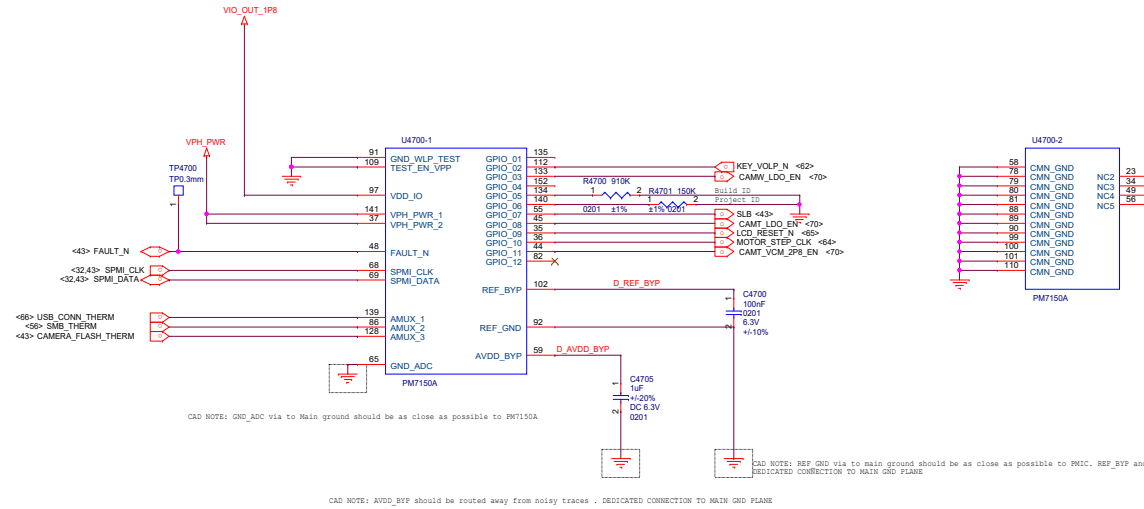 VIO_OUT_1P8
VPH_PWR
TP4700
TP0.3mm
1
<43> FAULT_N
<32,43> SPMI_CLK
<32,43> SPMI_DATA
<66> USB_CONN_THERM
<56> SMB_THERM
<43> CAMERA_FLASH_THERM
U4700-1
91 GND_WLP_TEST
109 TEST_EN_VPP
97 VDD_IO
141 VPH_PWR_1
37 VPH_PWR_2
48 FAULT_N
68 SPMI_CLK
69 SPMI_DATA
139 AMUX_1
86 AMUX_2
128 AMUX_3
65 GND_ADC
GPIO_01 135
GPIO_02 112
GPIO_03 133
GPIO_04 152
GPIO_05 134
GPIO_06 140
GPIO_07 55
GPIO_08 45
GPIO_09 35
GPIO_10 36
GPIO_11 44
GPIO_12 82
REF_BYP 102
REF_GND 92
AVDD_BYP 59
PM7150A
KEY_VOLP_N <62>
CAMW_LDO_EN <70>
R4700 910K
1 2
0201 ±1%
Build ID
R4701 150K
1 2
±1% 0201
Project ID
SLB <43>
CAMT_LDO_EN <70>
LCD_RESET_N <65>
MOTOR_STEP_CLK <64>
CAMT_VCM_2P8_EN <70>
D_REF_BYP
1
C4700
100nF
0201
6.3V
+/-10%
2
D_AVDD_BYP
1
C4705
1uF
+/-20%
DC 6.3V
0201
2
U4700-2
58 CMN_GND
78 CMN_GND
79 CMN_GND
80 CMN_GND
81 CMN_GND
88 CMN_GND
89 CMN_GND
90 CMN_GND
99 CMN_GND
100 CMN_GND
101 CMN_GND
110 CMN_GND
NC2 23
NC3 34
NC4 49
NC5 56
PM7150A
CAD NOTE: GND_ADC via to Main ground should be as close as possible to PM7150A
CAD NOTE: REF_GND via to main ground should be as close as possible to PMIC. REF_BYP and
DEDICATED CONNECTION TO MAIN GND PLANE
CAD NOTE: AVDD_BYP should be routed away from noisy traces . DEDICATED CONNECTION TO MAIN GND PLANE